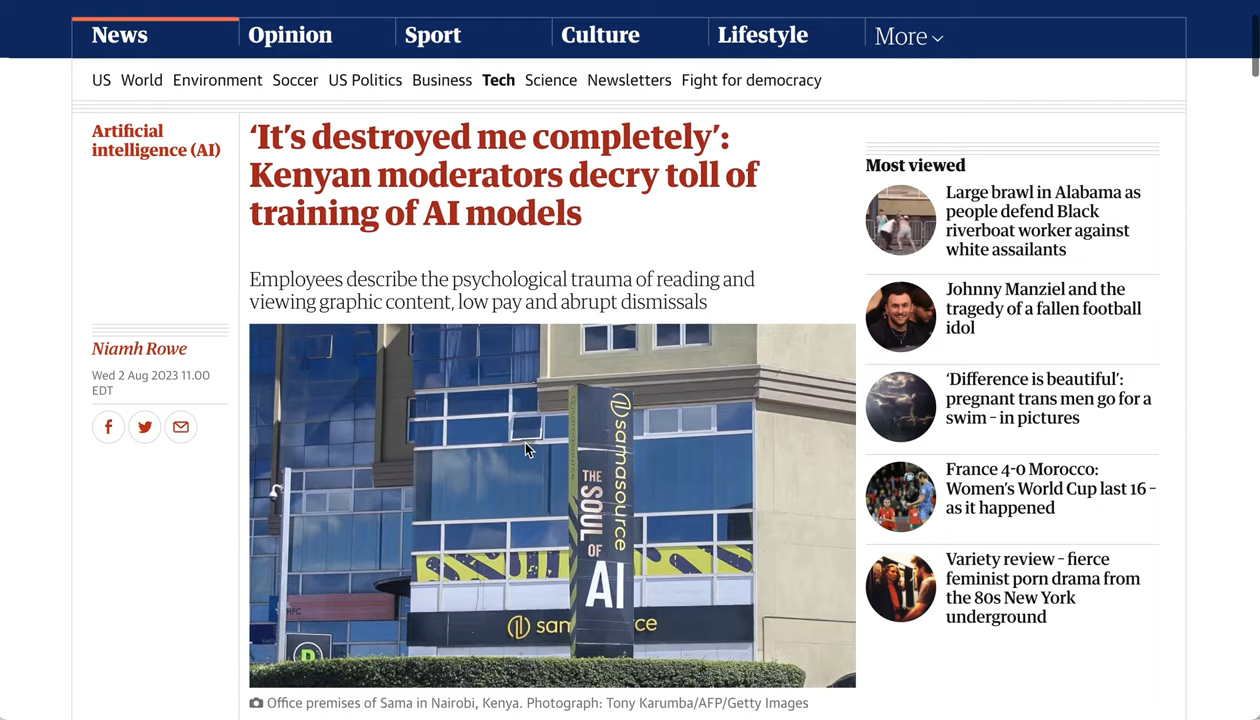 News
Opinion
Sport
Culture
Lifestyle
More
US World Environment Soccer US Politics Business Tech Science Newsletters Fight for democracy
Artificial
intelligence (AI)
‘It’s destroyed me completely’:
Kenyan moderators decry toll of
training of AI models
Employees describe the psychological trauma of reading and
viewing graphic content, low pay and abrupt dismissals
Niamh Rowe
Wed 2 Aug 2023 11.00
EDT
samasource
THE
SOUL
OF
AI
HFC
sam
ce
Office premises of Sama in Nairobi, Kenya. Photograph: Tony Karumba/AFP/Getty Images
Most viewed
Large brawl in Alabama as
people defend Black
riverboat worker against
white assailants
Johnny Manziel and the
tragedy of a fallen football
idol
‘Difference is beautiful’:
pregnant trans men go for a
swim – in pictures
France 4-0 Morocco:
Women’s World Cup last 16 –
as it happened
Variety review – fierce
feminist porn drama from
the 80s New York
underground